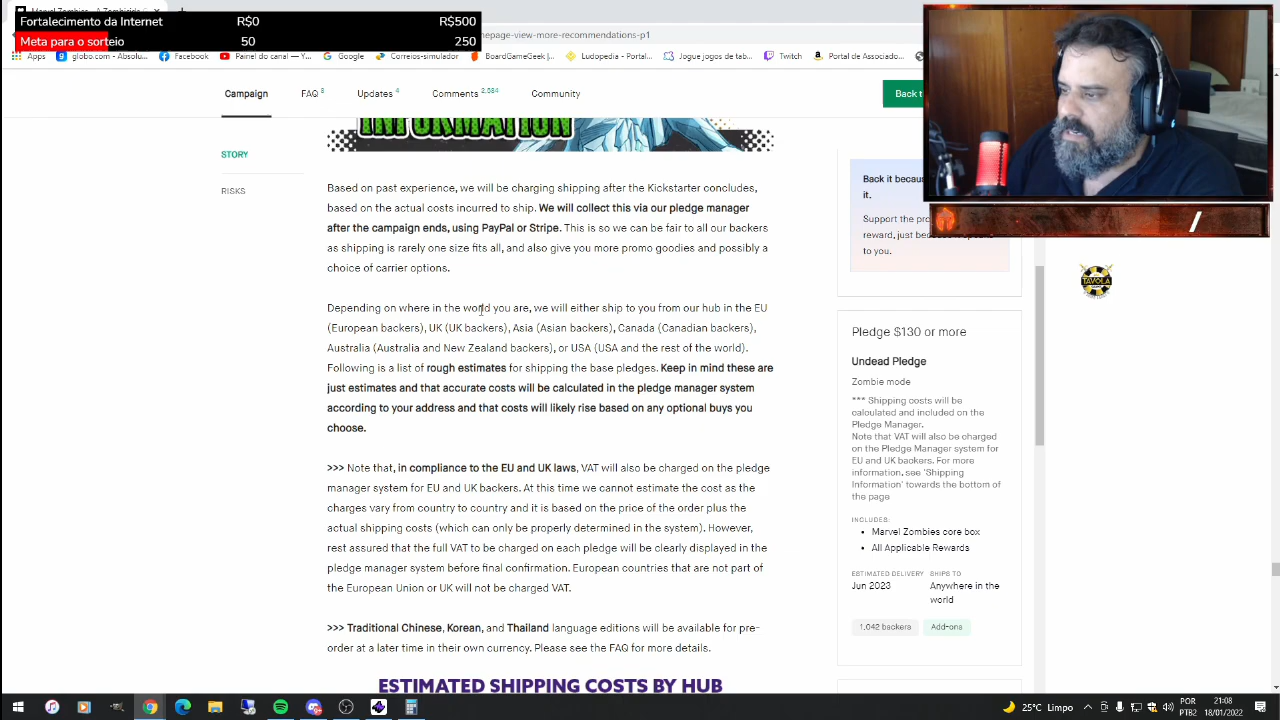 Fortalecimento da Internet R$0 R$500
Meta para o sorteio 50 250
epage-view-more-recommendations-p1
Apps globo.com - Absolu... Facebook Painel do canal — Y... Google Correios-simulador BoardGameGeek |... Ludopedia - Portal... Jogue jogos de tab... Twitch Portal de Associado...
Campaign FAQ 8 Updates 4 Comments 2,084 Community Back t
INFORMATION
STORY
RISKS
Based on past experience, we will be charging shipping after the Kickstarter concludes,
based on the actual costs incurred to ship. We will collect this via our pledge manager
after the campaign ends, using PayPal or Stripe. This is so we can be fair to all our backers
as shipping is rarely one size fits all, and also give you more promo goodies and possibly a
choice of carrier options.
Depending on where in the world you are, we will either ship to you from our hub in the EU
(European backers), UK (UK backers), Asia (Asian backers), Canada (Canadian backers),
Australia (Australia and New Zealand backers), or USA (USA and the rest of the world).
Following is a list of rough estimates for shipping the base pledges. Keep in mind these are
just estimates and that accurate costs will be calculated in the pledge manager system
according to your address and that costs will likely rise based on any optional buys you
choose.
>>> Note that, in compliance to the EU and UK laws, VAT will also be charged on the pledge
manager system for EU and UK backers. At this time we cannot estimate the cost as the
charges vary from country to country and it is based on the price of the order plus the
actual shipping costs (which can only be properly determined in the system). However,
rest assured that the full VAT to be charged on each pledge will be clearly displayed in the
pledge manager system before final confirmation. European countries that are not part of
the European Union or UK will not be charged VAT.
>>> Traditional Chinese, Korean, and Thailand language editions will be available for pre-
order at a later time in their own currency. Please see the FAQ for more details.
ESTIMATED SHIPPING COSTS BY HUB
Back it becau
it.
Support the pro
reward, just be
to you.
/
TAVOLA
Pledge $130 or more
Undead Pledge
Zombie mode
*** Shipping costs will be
calculated and included on the
Pledge Manager.
Note that VAT will also be charged
on the Pledge Manager system for
EU and UK backers. For more
information, see 'Shipping
Information' towards the bottom of
the page
INCLUDES:
Marvel Zombies core box
All Applicable Rewards
ESTIMATED DELIVERY SHIPS TO
Jun 2023 Anywhere in the
world
1.042 backers Add-ons
25°C Limpo POR 21:08
PTB2 18/01/2022